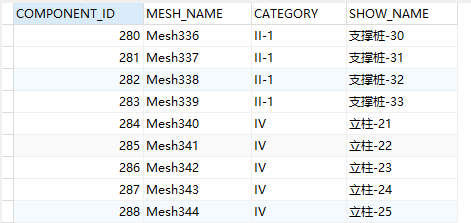 COMPONENT_ID MESH_NAME CATEGORY SHOW_NAME
280 Mesh336 II-1 支撑桩-30
281 Mesh337 II-1 支撑桩-31
282 Mesh338 II-1 支撑桩-32
283 Mesh339 II-1 支撑桩-33
284 Mesh340 IV 立柱-21
285 Mesh341 IV 立柱-22
286 Mesh342 IV 立柱-23
287 Mesh343 IV 立柱-24
288 Mesh344 IV 立柱-25